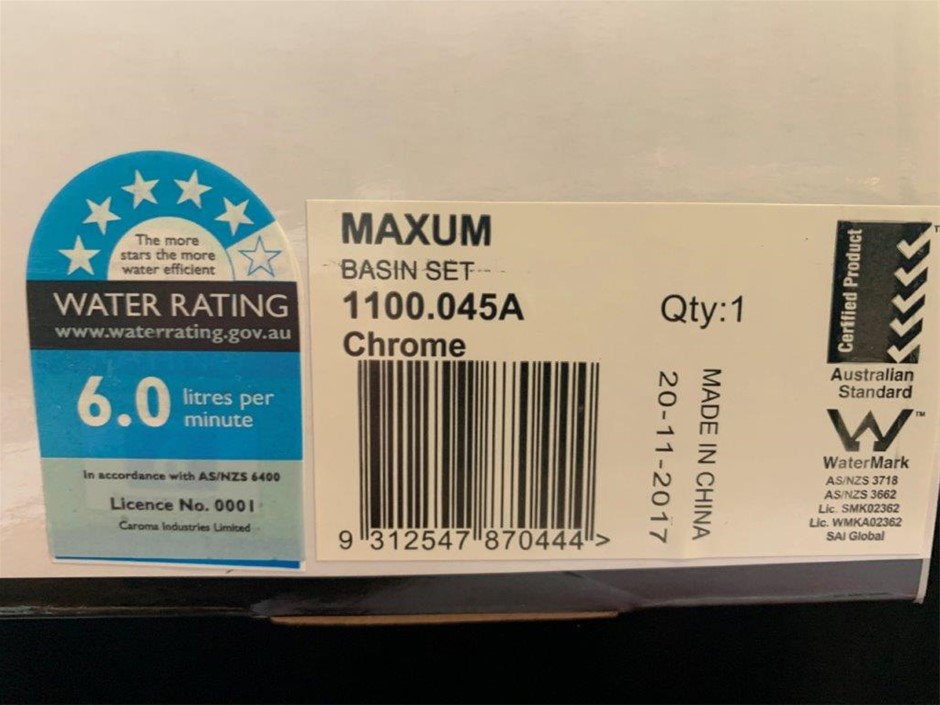 The more
stars the more
water efficient
WATER RATING
www.waterrating.gov.au
6.0 litres per
minute
In accordance with AS/NZS 6400
Licence No. 0001
Caroma Industries Limited
MAXUM
BASIN SET
1100.045A
Chrome
Qty:1
9 312547 870444 >
20-11-2017
MADE IN CHINA
Certified Product
TM
Australian
Standard
TM
WaterMark
AS/NZS 3718
AS/NZS 3662
Lic. SMK02362
Lic. WMKA02362
SAI Global